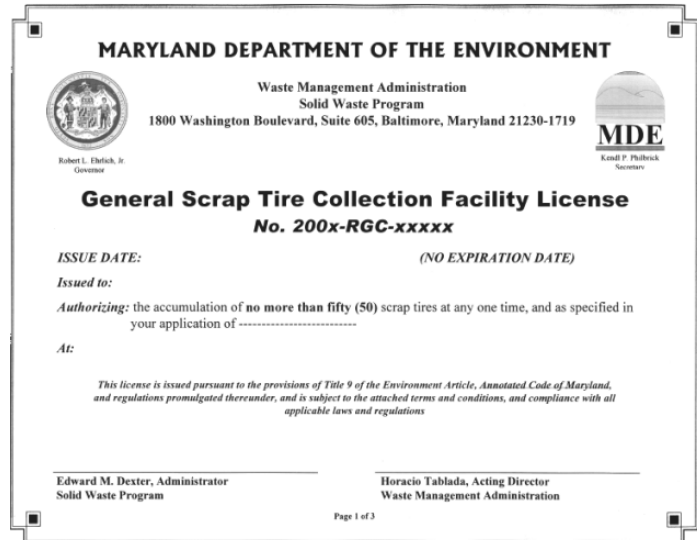 MARYLAND DEPARTMENT OF THE ENVIRONMENT
Waste Management Administration
Solid Waste Program
1800 Washington Boulevard, Suite 605, Baltimore, Maryland 21230-1719
Robert L. Ehrlich, Jr.
Governor
MDE
Kendl P. Philbrick
Secretary
General Scrap Tire Collection Facility License
No. 200x-RGC-xxxxx
ISSUE DATE: (NO EXPIRATION DATE)
Issued to:
Authorizing: the accumulation of no more than fifty (50) scrap tires at any one time, and as specified in
your application of --------------------------
At:
This license is issued pursuant to the provisions of Title 9 of the Environment Article, Annotated Code of Maryland,
and regulations promulgated thereunder, and is subject to the attached terms and conditions, and compliance with all
applicable laws and regulations
Edward M. Dexter, Administrator
Solid Waste Program
Horacio Tablada, Acting Director
Waste Management Administration
Page 1 of 3